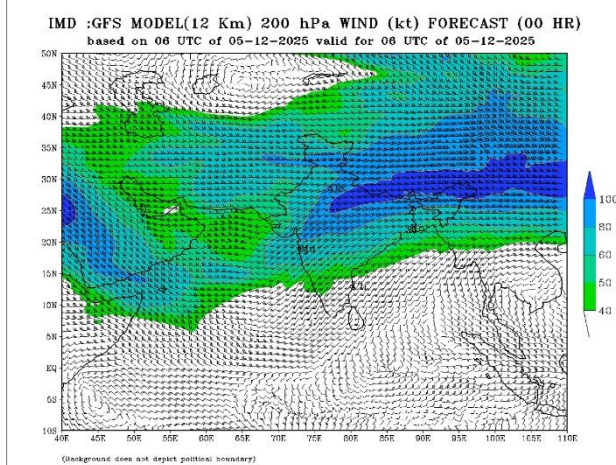 IMD :GFS MODEL(12 Km) 200 hPa WIND (kt) FORECAST (00 HR)
based on 06 UTC of 05-12-2025 valid for 06 UTC of 05-12-2025
50N
45N
40N
35N
30N
25N
20N
15N
10N
5N
EQ
5S
10S
40E 45E 50E 55E 60E 65E 70E 75E 80E 85E 90E 95E 100E 105E 110E
100
80
60
40
(Background does not depict political boundary)